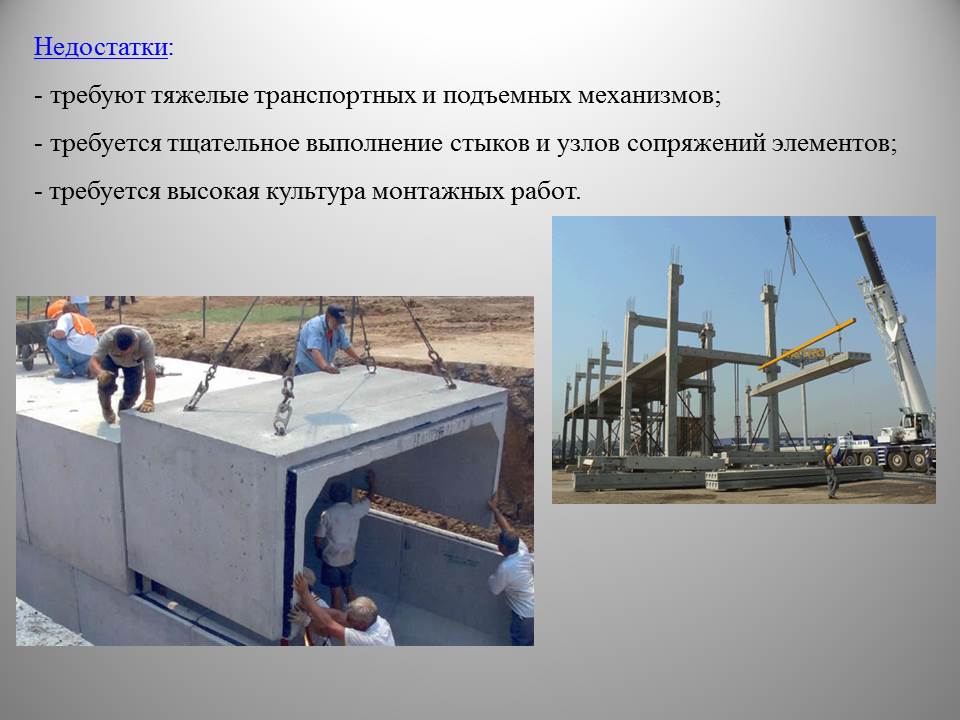 Недостатки:
- требуют тяжелые транспортных и подъемных механизмов;
- требуется тщательное выполнение стыков и узлов сопряжений элементов;
- требуется высокая культура монтажных работ.